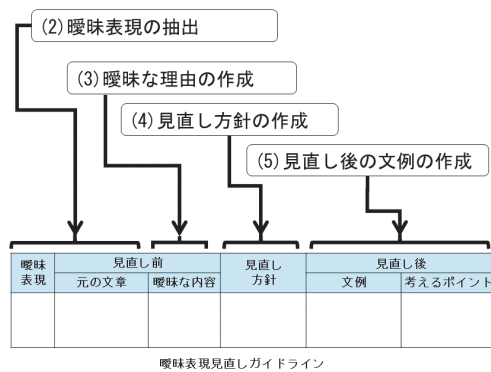 (2)曖昧表現の抽出
(3)曖昧な理由の作成
(4)見直し方針の作成
(5)見直し後の文例の作成
曖昧
表現
見直し前
元の文章
曖昧な内容
見直し
方針
見直し後
文例
考えるポイント
曖昧表現見直しガイドライン